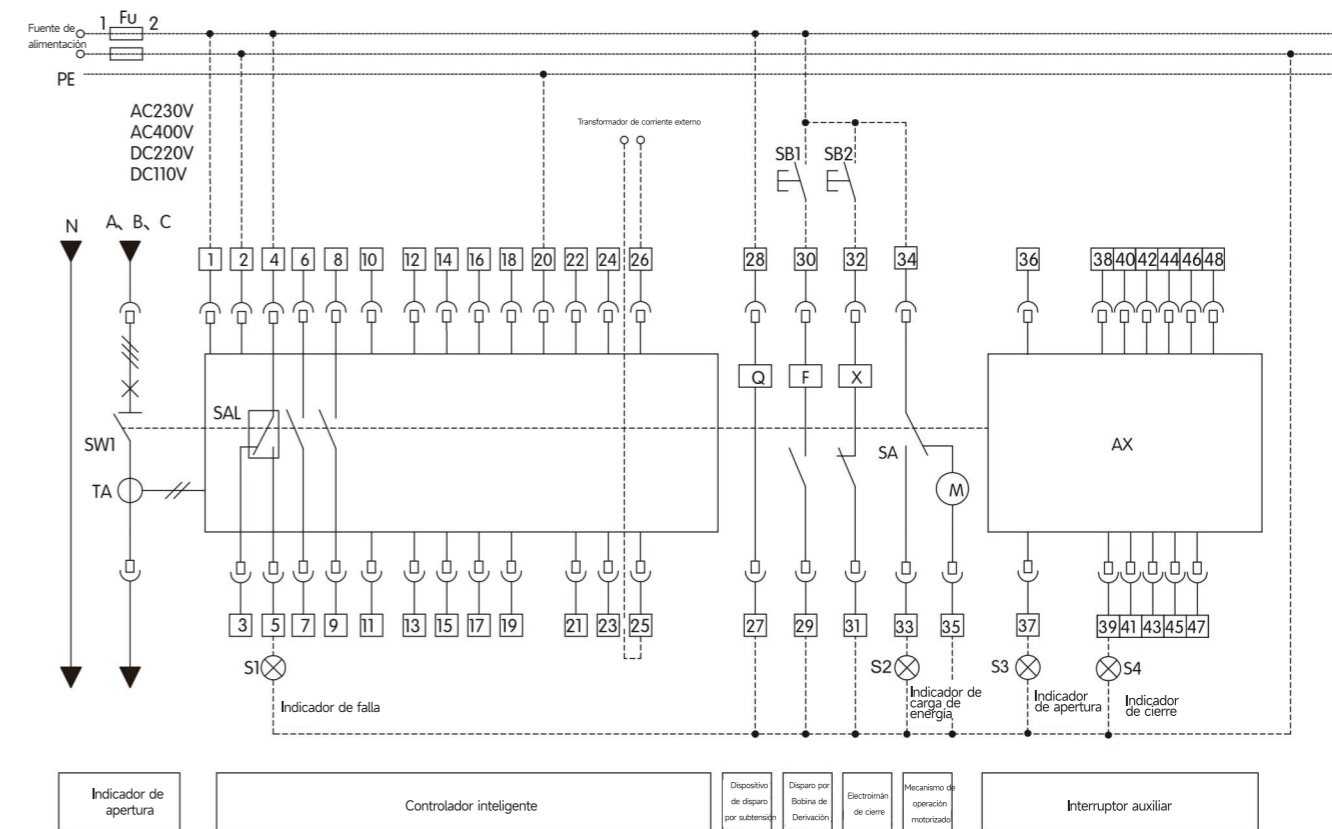 Fuente de
alimentación
1 Fu 2
PE
AC230V
AC400V
DC220V
DC110V
Transformador de corriente externo
SB1 SB2
N A、B、C
1 2 4 6 8 10 12 14 16 18 20 22 24 26 28 30 32 34 36 38 40 42 44 46 48
Q F X
SAL
SW1
SA
AX
TA
M
3 5 7 9 11 13 15 17 19 21 23 25 27 29 31 33 35 37 39 41 43 45 47
S1 S2 S3 S4
Indicador de falla
Indicador de
carga de
energía
Indicador
de apertura
Indicador
de cierre
Indicador de
apertura
Controlador inteligente
Dispositivo
de disparo
por subtensión
Disparo por
Bobina de
Derivación
Electroimán
de cierre
Mecanismo de
operación
motorizado
Interruptor auxiliar